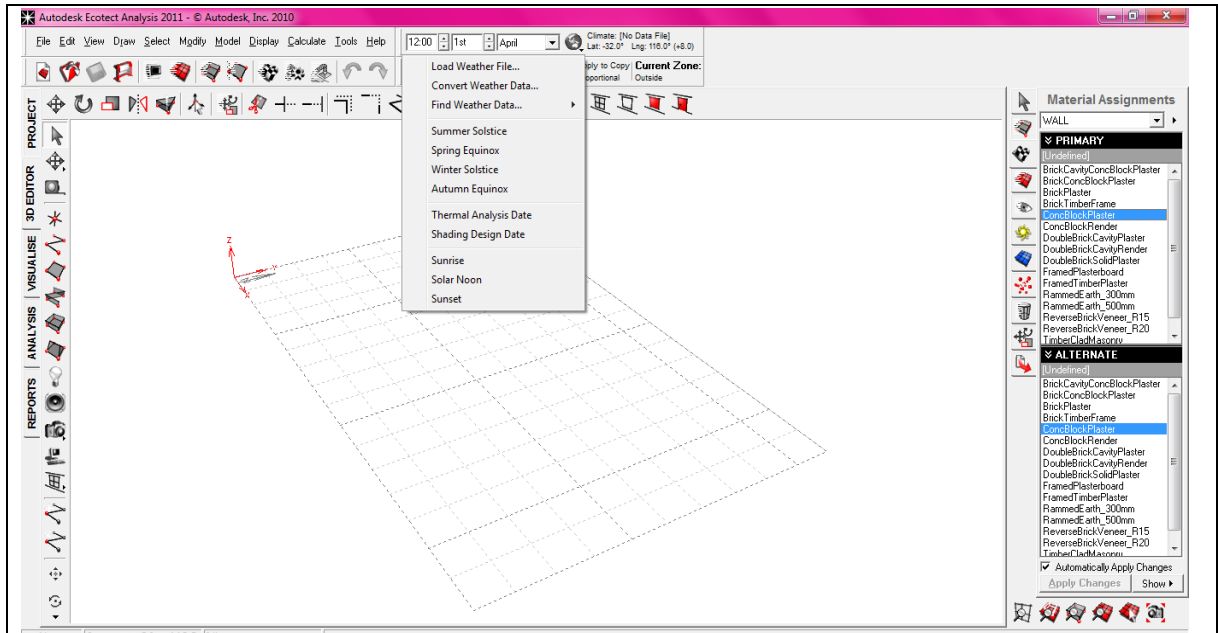 Autodesk Ecotect Analysis 2011 - © Autodesk, Inc. 2010
File Edit View Draw Select Modify Model Display Calculate Tools Help
12:00 1st April
Climate: [No Data File]
Lat: -32.0° Lng: 116.0° (+8.0)
Load Weather File...
Convert Weather Data...
Find Weather Data...
Summer Solstice
Spring Equinox
Winter Solstice
Autumn Equinox
Thermal Analysis Date
Shading Design Date
Sunrise
Solar Noon
Sunset
to Copy
Outside
Current Zone:
PROJECT
3D EDITOR
VISUALISE
ANALYSIS
REPORTS
Z
Material Assignments
WALL
PRIMARY
[Undefined]
BrickCavityConcBlockPlaster
BrickConcBlockPlaster
BrickPlaster
BrickTimberFrame
ConcBlockPlaster
ConcBlockRender
DoubleBrickCavityPlaster
DoubleBrickCavityRender
DoubleBrickSolidPlaster
FramedPlasterboard
FramedTimberPlaster
RammedEarth_300mm
RammedEarth_500mm
ReverseBrickVeneer_R15
ReverseBrickVeneer_R20
TimberCladMasonry
ALTERNATE
[Undefined]
BrickCavityConcBlockPlaster
BrickConcBlockPlaster
BrickPlaster
BrickTimberFrame
ConcBlockPlaster
ConcBlockRender
DoubleBrickCavityPlaster
DoubleBrickCavityRender
DoubleBrickSolidPlaster
FramedPlasterboard
FramedTimberPlaster
RammedEarth_300mm
RammedEarth_500mm
ReverseBrickVeneer_R15
ReverseBrickVeneer_R20
TimberCladMasonry
Automatically Apply Changes
Apply Changes
Show